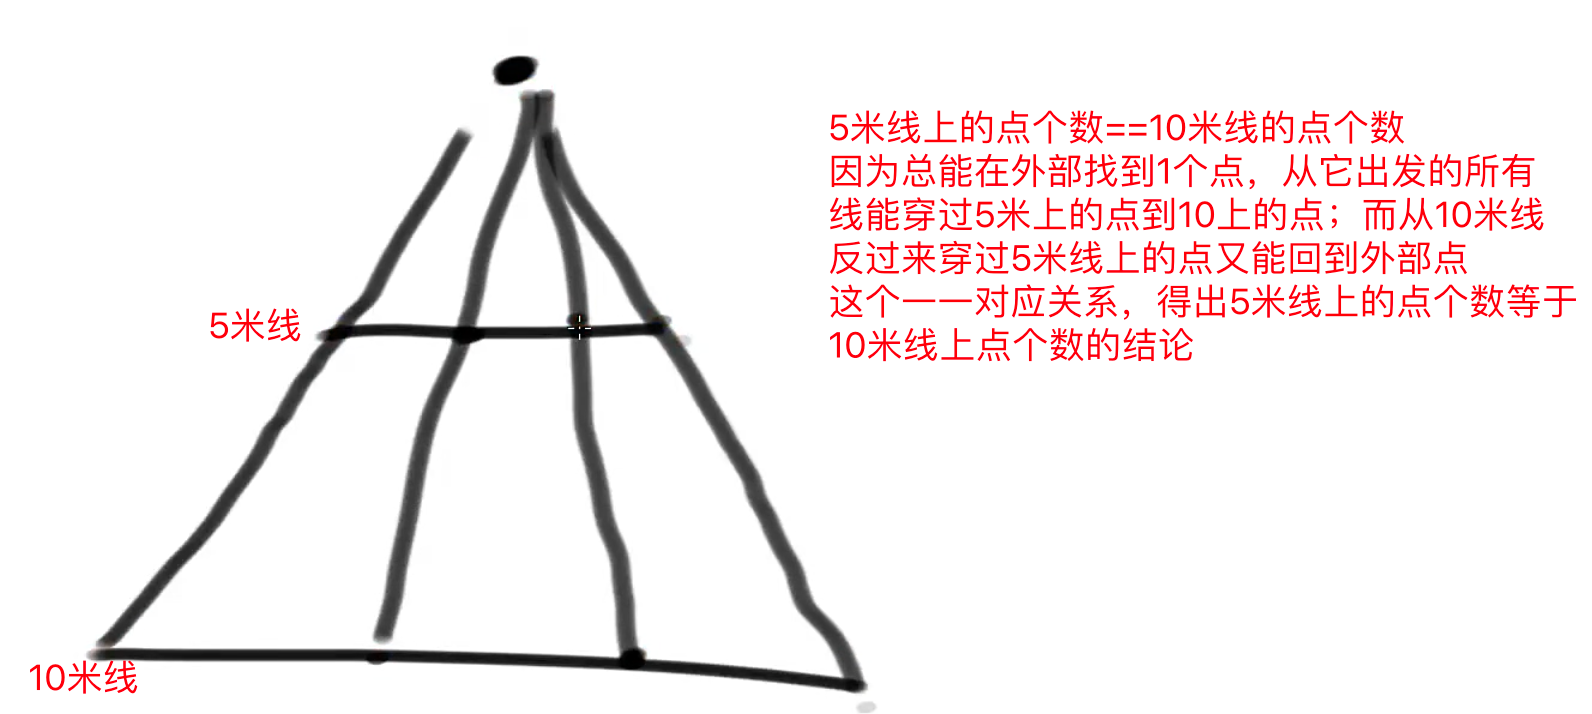 5米线上的点个数==10米线的点个数
因为总能在外部找到1个点，从它出发的所有
线能穿过5米上的点到10上的点；而从10米线
反过来穿过5米线上的点又能回到外部点
这个一一对应关系，得出5米线上的点个数等于
10米线上点个数的结论
5米线
10米线